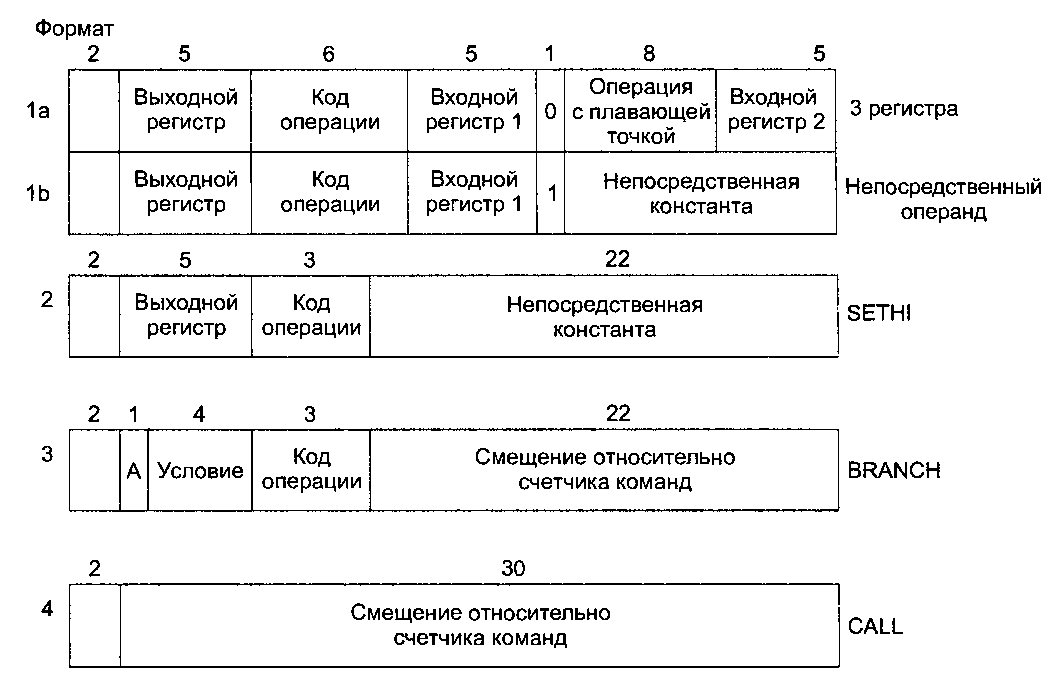 Формат
2 5 6 5 1 8 5
1a Выходной регистр Код операции Входной регистр 1 0 Операция с плавающей точкой Входной регистр 2 3 регистра
1b Выходной регистр Код операции Входной регистр 1 1 Непосредственная константа Непосредственный операнд
2 5 3 22
2 Выходной регистр Код операции Непосредственная константа SETHI
2 1 4 3 22
3 А Условие Код операции Смещение относительно счетчика команд BRANCH
2 30
4 Смещение относительно счетчика команд CALL